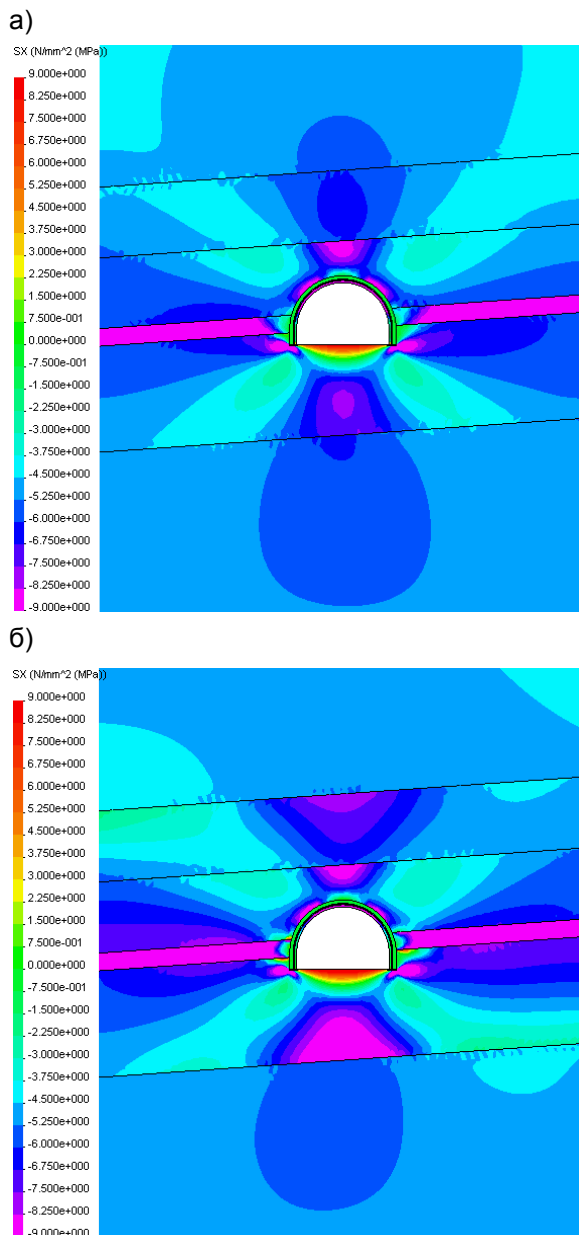 а)
SX (N/mm^2 (MPa))
9.000e+000
8.250e+000
7.500e+000
6.750e+000
6.000e+000
5.250e+000
4.500e+000
3.750e+000
3.000e+000
2.250e+000
1.500e+000
7.500e-001
0.000e+000
-7.500e-001
-1.500e+000
-2.250e+000
-3.000e+000
-3.750e+000
-4.500e+000
-5.250e+000
-6.000e+000
-6.750e+000
-7.500e+000
-8.250e+000
-9.000e+000
б)
SX (N/mm^2 (MPa))
9.000e+000
8.250e+000
7.500e+000
6.750e+000
6.000e+000
5.250e+000
4.500e+000
3.750e+000
3.000e+000
2.250e+000
1.500e+000
7.500e-001
0.000e+000
-7.500e-001
-1.500e+000
-2.250e+000
-3.000e+000
-3.750e+000
-4.500e+000
-5.250e+000
-6.000e+000
-6.750e+000
-7.500e+000
-8.250e+000
-9.000e+000